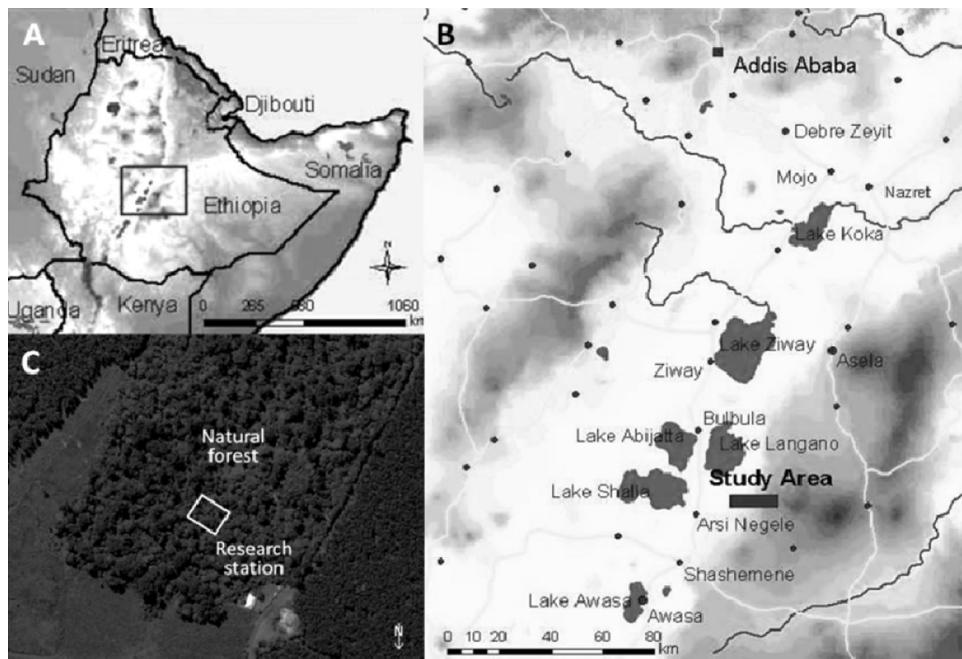 A
Eritrea
Sudan
Djibouti
Somalia
Ethiopia
Uganda
Kenya
N
0 265 530 1060
km
B
Addis Ababa
Debre Zeyit
Mojo
Nazret
Lake Koka
Lake Ziway
Ziway
Asela
Bulbula
Lake Abijatta
Lake Langano
Study Area
Lake Shalla
Arsi Negele
Shashemene
Lake Awasa
Awasa
0 10 20 40 60 80
km
C
Natural
forest
Research
station
N